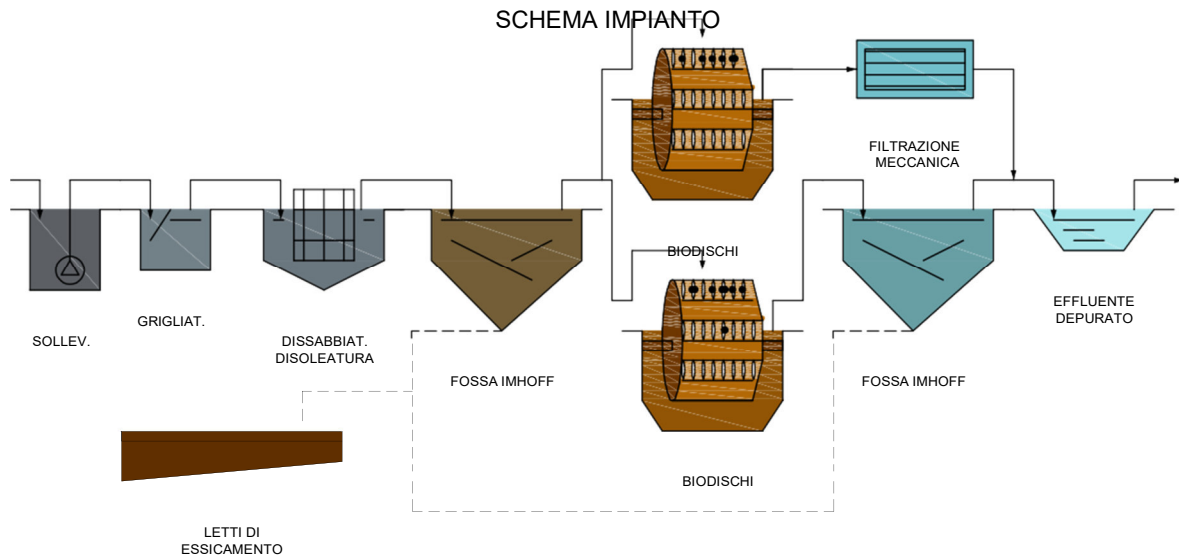 SCHEMA IMPIANTO
FILTRAZIONE
MECCANICA
BIODISCHI
SOLLEV.
GRIGLIAT.
DISSABBIAT.
DISOLEATURA
FOSSA IMHOFF
FOSSA IMHOFF
EFFLUENTE
DEPURATO
BIODISCHI
LETTI DI
ESSICAMENTO